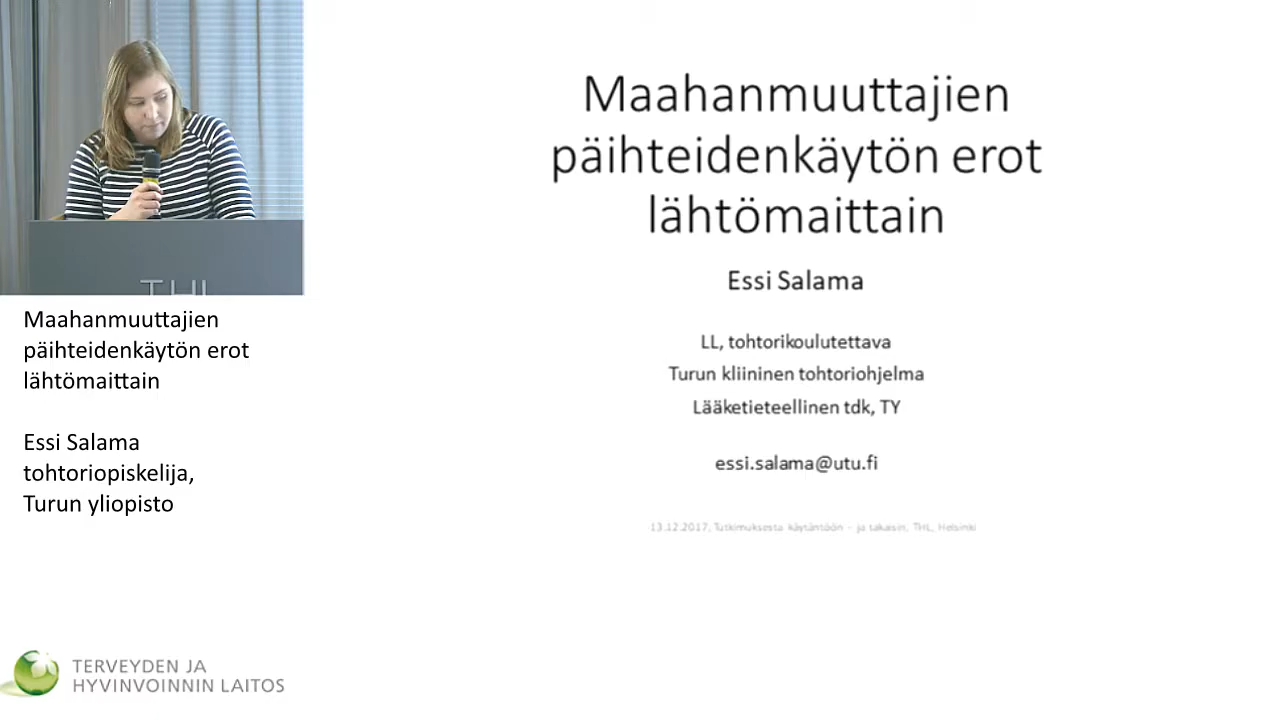 Maahanmuuttajien
päihteidenkäytön erot
lähtömaittain
Essi Salama
LL, tohtorikoulutettava
Turun kliininen tohtoriohjelma
Lääketieteellinen tdk, TY
essi.salama@utu.fi
13.12.2017, Tutkimuksesta käytäntöön - ja takaisin, THL, Helsinki
THL
Maahanmuuttajien
päihteidenkäytön erot
lähtömaittain
Essi Salama
tohtoriopiskelija,
Turun yliopisto
TERVEYDEN JA
HYVINVOINNIN LAITOS